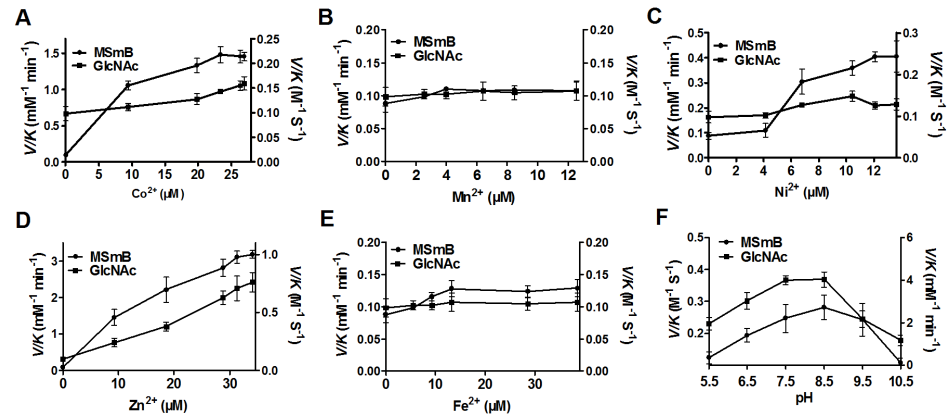 A
MSmB
GlcNAc
V/K (mM⁻¹ min⁻¹)
1.5
1.0
0.5
0.0
0.25
0.20
0.15
0.10
0.05
0.00
V/K (M⁻¹ S⁻¹)
0 5 10 15 20 25
Co²⁺ (µM)
B
MSmB
GlcNAc
V/K (mM⁻¹ min⁻¹)
0.20
0.15
0.10
0.05
0.00
0.20
0.15
0.10
0.05
0.00
V/K (M⁻¹ S⁻¹)
0 2 4 6 8 10 12
Mn²⁺ (µM)
C
MSmB
GlcNAc
V/K (mM⁻¹ min⁻¹)
0.5
0.4
0.3
0.2
0.1
0.0
0.3
0.2
0.1
0.0
V/K (M⁻¹ S⁻¹)
0 2 4 6 8 10 12
Ni²⁺ (µM)
D
MSmB
GlcNAc
V/K (mM⁻¹ min⁻¹)
3
2
1
0
1.0
0.5
0.0
V/K (M⁻¹ S⁻¹)
0 10 20 30
Zn²⁺ (µM)
E
MSmB
GlcNAc
V/K (mM⁻¹ min⁻¹)
0.20
0.15
0.10
0.05
0.00
0.20
0.15
0.10
0.05
0.00
V/K (M⁻¹ S⁻¹)
0 10 20 30
Fe²⁺ (µM)
F
MSmB
GlcNAc
V/K (M⁻¹ S⁻¹)
0.5
0.4
0.3
0.2
6
4
2
0
V/K (mM⁻¹ min⁻¹)
5.5 6.5 7.5 8.5 9.5 10.5
pH